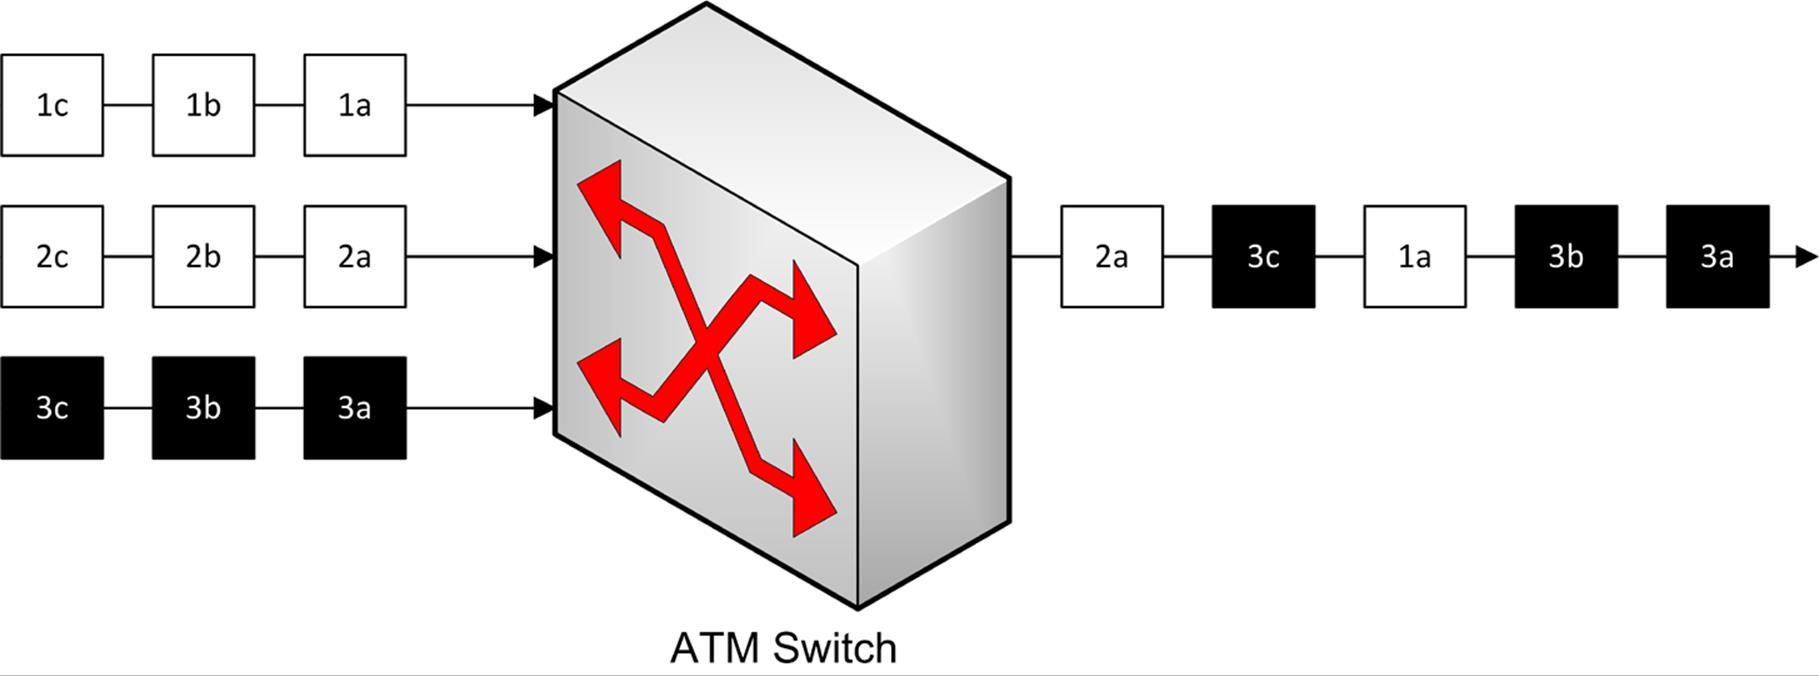 1c 1b 1a
2c 2b 2a
3c 3b 3a
2a 3c 1a 3b 3a
ATM Switch